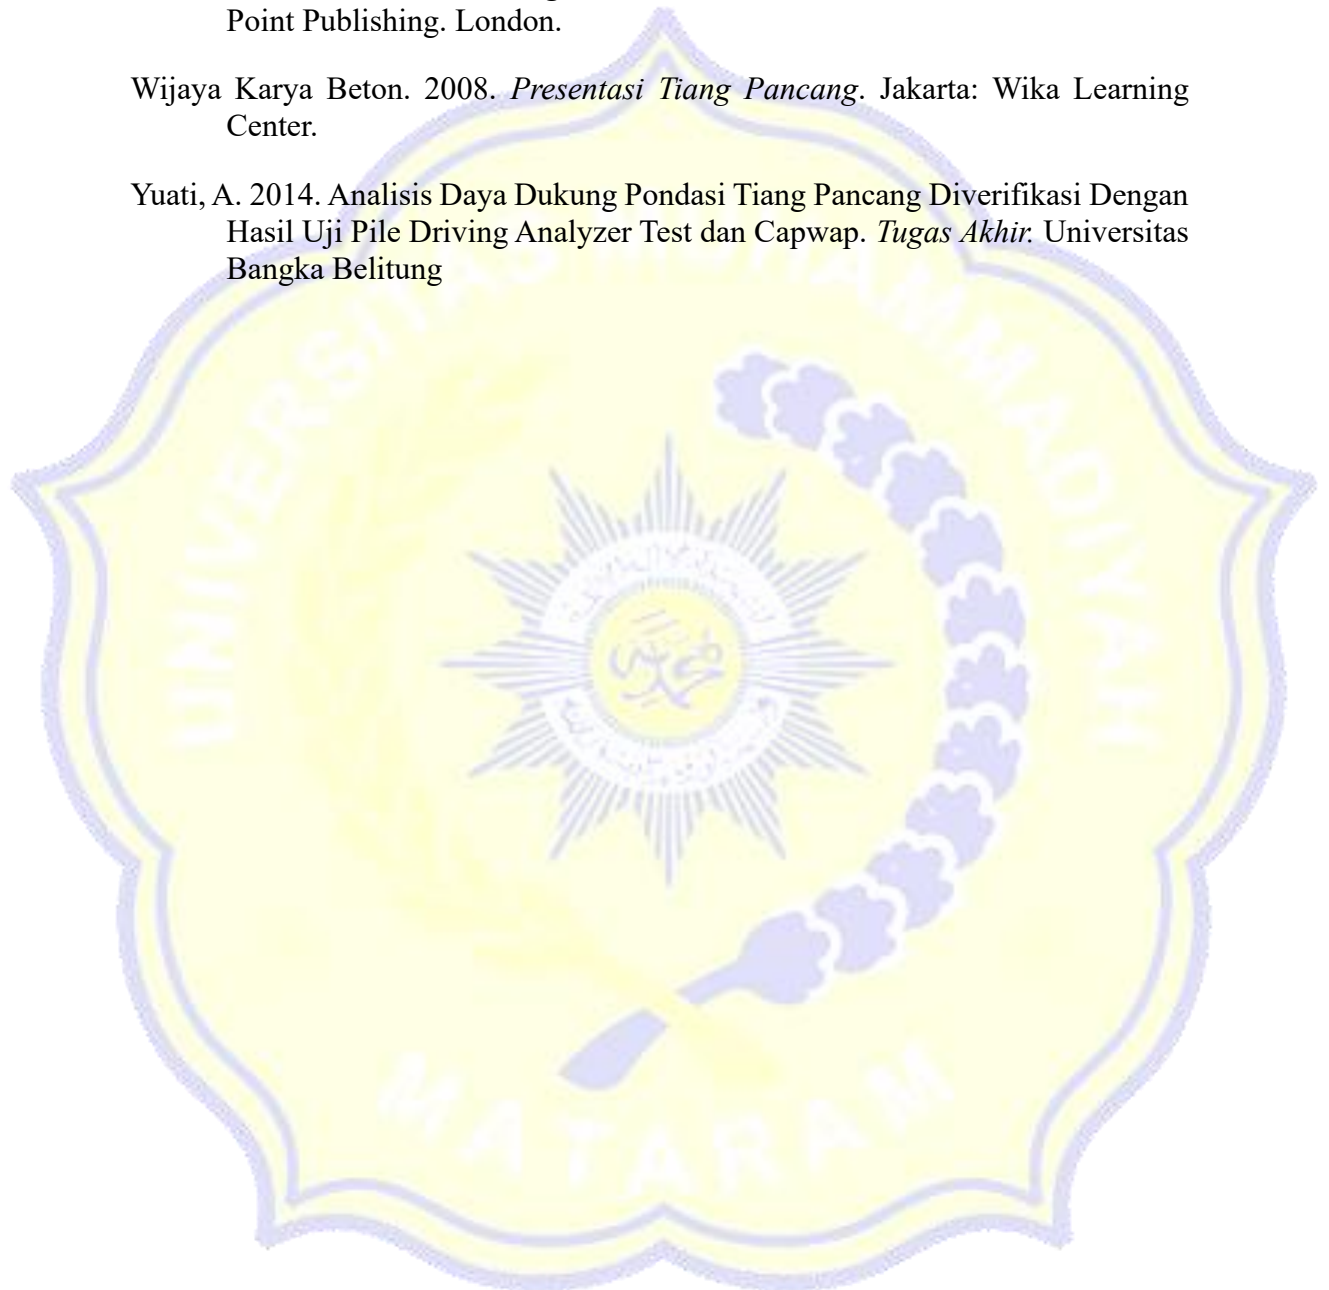 Point Publishing. London.
Wijaya Karya Beton. 2008. Presentasi Tiang Pancang. Jakarta: Wika Learning
Center.
Yuati, A. 2014. Analisis Daya Dukung Pondasi Tiang Pancang Diverifikasi Dengan
Hasil Uji Pile Driving Analyzer Test dan Capwap. Tugas Akhir. Universitas
Bangka Belitung
UNIVERSITAS MUHAMMADIYAH
MATARAM